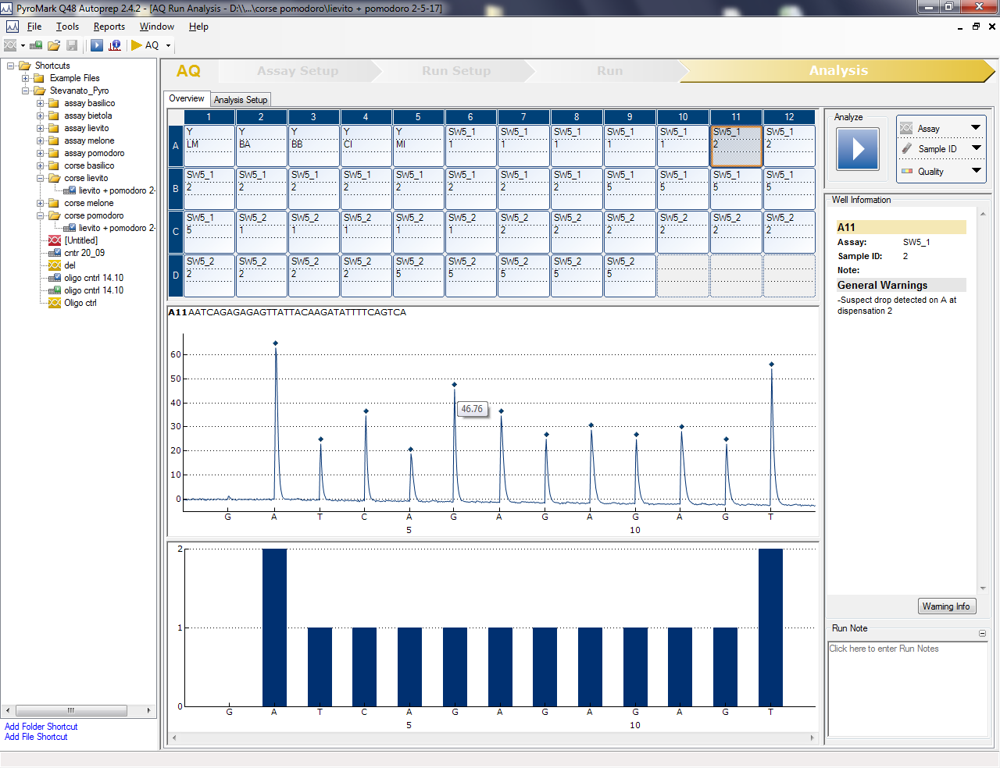 PyroMark Q48 Autoprep 2.4.2 - [AQ Run Analysis - D:\\...\corse pomodoro\lievito + pomodoro 2-5-17]
File Tools Reports Window Help
AQ
Shortcuts
Example Files
Stevanato_Pyro
assay basilico
assay bietola
assay lievito
assay melone
assay pomodoro
corse basilico
corse lievito
lievito + pomodoro 2-
corse melone
corse pomodoro
lievito + pomodoro 2-
[Untitled]
cntr 20_09
del
oligo cntrl 14.10
oligo cntrl 14.10
Oligo ctrl
Add Folder Shortcut
Add File Shortcut
AQ Assay Setup Run Setup Run Analysis
Overview Analysis Setup
1 2 3 4 5 6 7 8 9 10 11 12
A
Y Y Y Y Y SW5_1 SW5_1 SW5_1 SW5_1 SW5_1 SW5_1 SW5_1
LM BA BB CI MI 1 1 1 1 1 2 2
B
SW5_1 SW5_1 SW5_1 SW5_1 SW5_1 SW5_1 SW5_1 SW5_1 SW5_1 SW5_1 SW5_1 SW5_1
2 2 2 2 2 2 2 2 5 5 5 5
C
SW5_1 SW5_2 SW5_2 SW5_2 SW5_2 SW5_2 SW5_2 SW5_2 SW5_2 SW5_2 SW5_2 SW5_2
5 1 1 1 1 1 2 2 2 2 2 2
D
SW5_2 SW5_2 SW5_2 SW5_2 SW5_2 SW5_2 SW5_2 SW5_2 SW5_2
2 2 2 2 5 5 5 5 5
A11 AATCAGAGAGAGTTATTACAAGATATTTTCAGTCA
60
50
46.76
40
30
20
10
0
G A T C A G A G A G A G T
5 10
2
1
0
G A T C A G A G A G A G T
5 10
Analyze
Assay
Sample ID
Quality
Well Information
A11
Assay: SW5_1
Sample ID: 2
Note:
General Warnings
-Suspect drop detected on A at
dispensation 2
Warning Info
Run Note
Click here to enter Run Notes